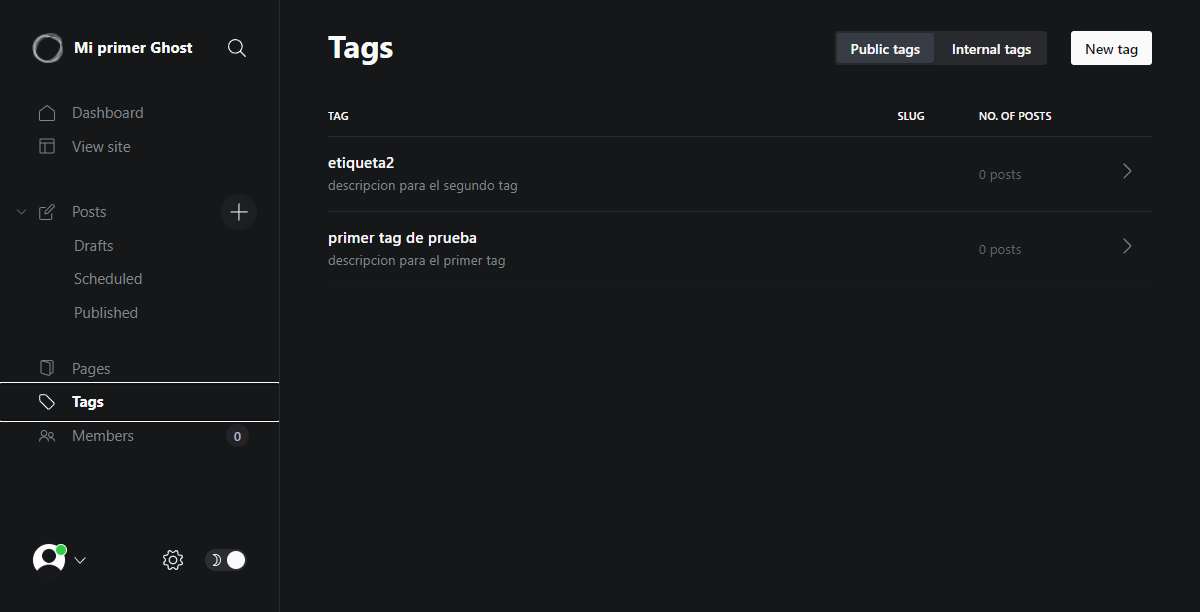 Mi primer Ghost
Dashboard
View site
Posts
Drafts
Scheduled
Published
Pages
Tags
Members 0
Tags
Public tags Internal tags New tag
TAG SLUG NO. OF POSTS
etiqueta2
descripcion para el segundo tag
0 posts
primer tag de prueba
descripcion para el primer tag
0 posts